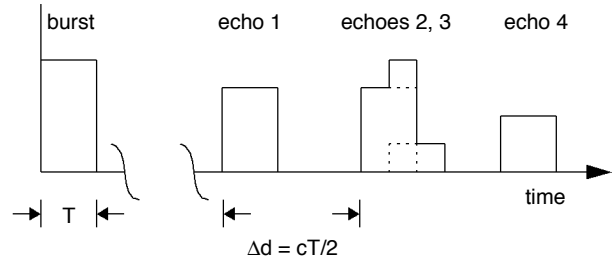 burst
echo 1
echoes 2, 3
echo 4
time
T
Δd = cT/2